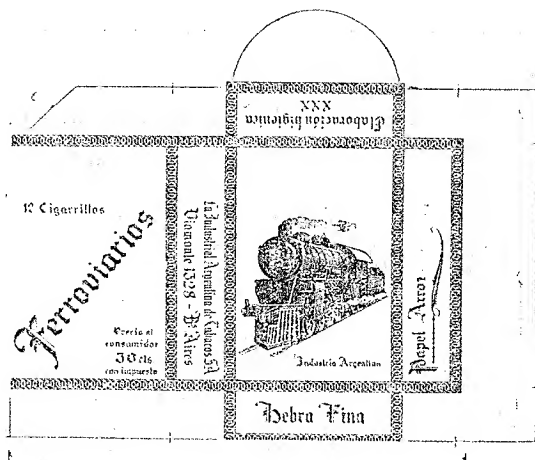 Elaboración higienica
XXX
12 Cigarrillos
Ferroviarios
Precio al
consumidor
30 cts
con impuesto
La Industrial Argentina de Tabacos S.A
Viamonte 1328 - Bs Aires
Industria Argentina
Papel Arroz
Hebra Fina